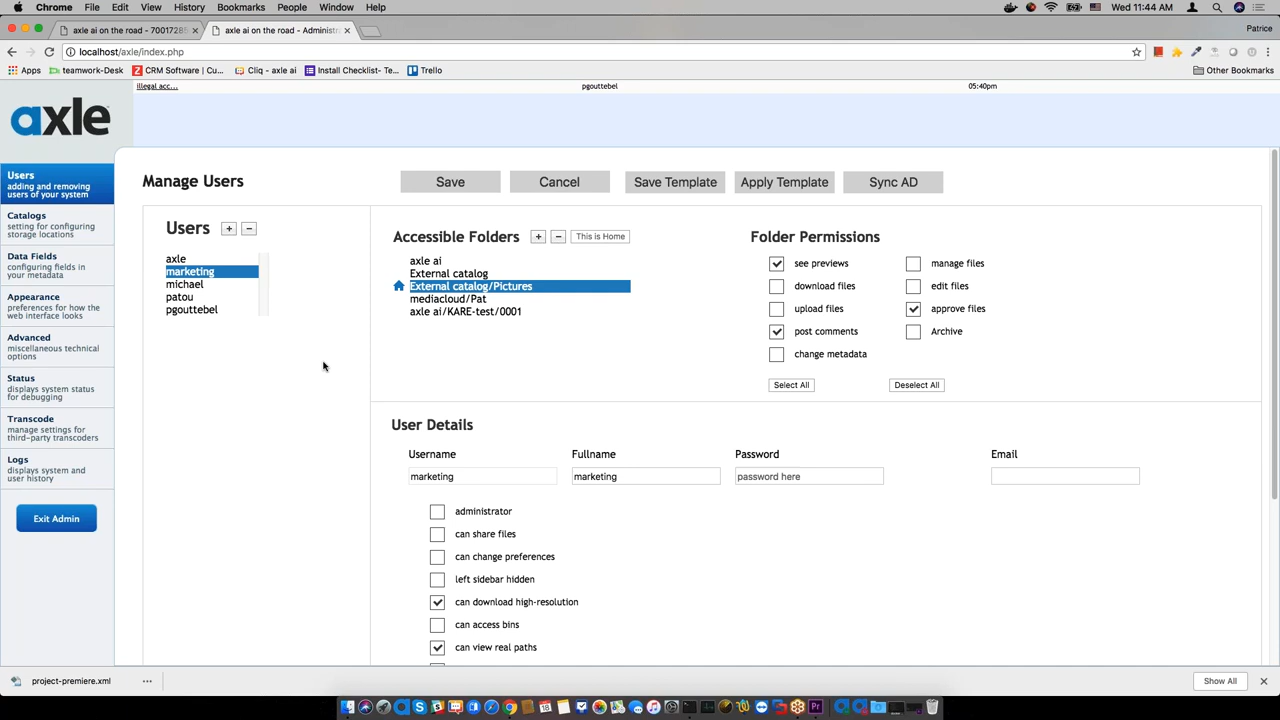 Chrome File Edit View History Bookmarks People Window Help Wed 11:44 AM
axle ai on the road - 7001728 axle ai on the road - Administ Patrice
localhost/axle/index.php
Apps teamwork-Desk CRM Software | Cu... Cliq - axle ai Install Checklist- Te... Trello Other Bookmarks
illegal acc... pgouttebel 05:40pm
axle
Users
adding and removing
users of your system
Catalogs
setting for configuring
storage locations
Data Fields
configuring fields in
your metadata
Appearance
preferences for how the
web interface looks
Advanced
miscellaneous technical
options
Status
displays system status
for debugging
Transcode
manage settings for
third-party transcoders
Logs
displays system and
user history
Exit Admin
Manage Users Save Cancel Save Template Apply Template Sync AD
Users + −
axle
marketing
michael
patou
pgouttebel
Accessible Folders + − This is Home
axle ai
External catalog
External catalog/Pictures
mediacloud/Pat
axle ai/KARE-test/0001
Folder Permissions
see previews manage files
download files edit files
upload files approve files
post comments Archive
change metadata
Select All Deselect All
User Details
Username Fullname Password Email
marketing marketing password here
administrator
can share files
can change preferences
left sidebar hidden
can download high-resolution
can access bins
can view real paths
project-premiere.xml Show All